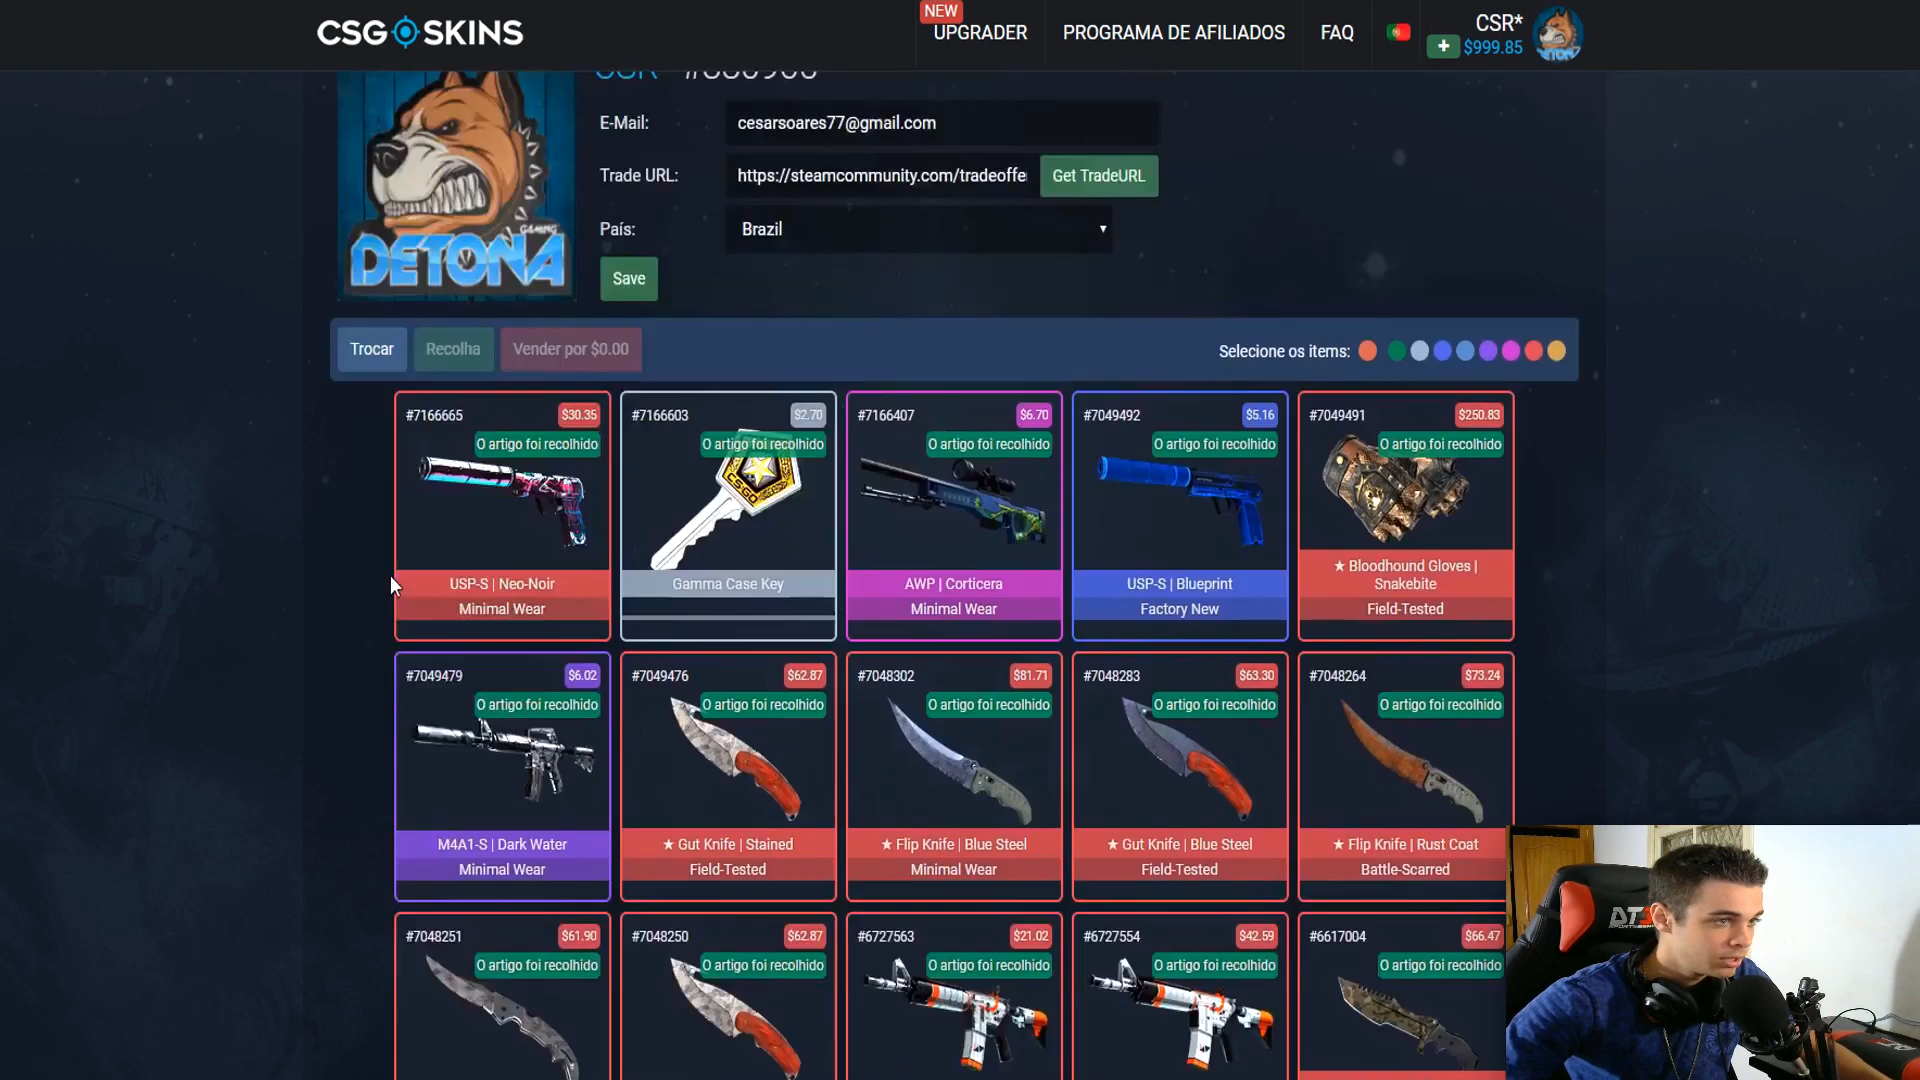 CSG SKINS
NEW
UPGRADER
PROGRAMA DE AFILIADOS
FAQ
CSR*
$999.85
E-Mail:
cesarsoares77@gmail.com
Trade URL:
https://steamcommunity.com/tradeoffe
Get TradeURL
País:
Brazil
Save
GAMING
DETONA
Trocar
Recolha
Vender por $0.00
Selecione os items:
#7166665 $30.35
O artigo foi recolhido
USP-S | Neo-Noir
Minimal Wear
#7166603 $2.70
O artigo foi recolhido
CSGO
Gamma Case Key
#7166407 $6.70
O artigo foi recolhido
AWP | Corticera
Minimal Wear
#7049492 $5.16
O artigo foi recolhido
USP-S | Blueprint
Factory New
#7049491 $250.83
O artigo foi recolhido
★ Bloodhound Gloves |
Snakebite
Field-Tested
#7049479 $6.02
O artigo foi recolhido
M4A1-S | Dark Water
Minimal Wear
#7049476 $62.87
O artigo foi recolhido
★ Gut Knife | Stained
Field-Tested
#7048302 $81.71
O artigo foi recolhido
★ Flip Knife | Blue Steel
Minimal Wear
#7048283 $63.30
O artigo foi recolhido
★ Gut Knife | Blue Steel
Field-Tested
#7048264 $73.24
O artigo foi recolhido
★ Flip Knife | Rust Coat
Battle-Scarred
#7048251 $61.90
O artigo foi recolhido
#7048250 $62.87
O artigo foi recolhido
#6727563 $21.02
O artigo foi recolhido
#6727554 $42.59
O artigo foi recolhido
#6617004 $66.47
O artigo foi recolhido